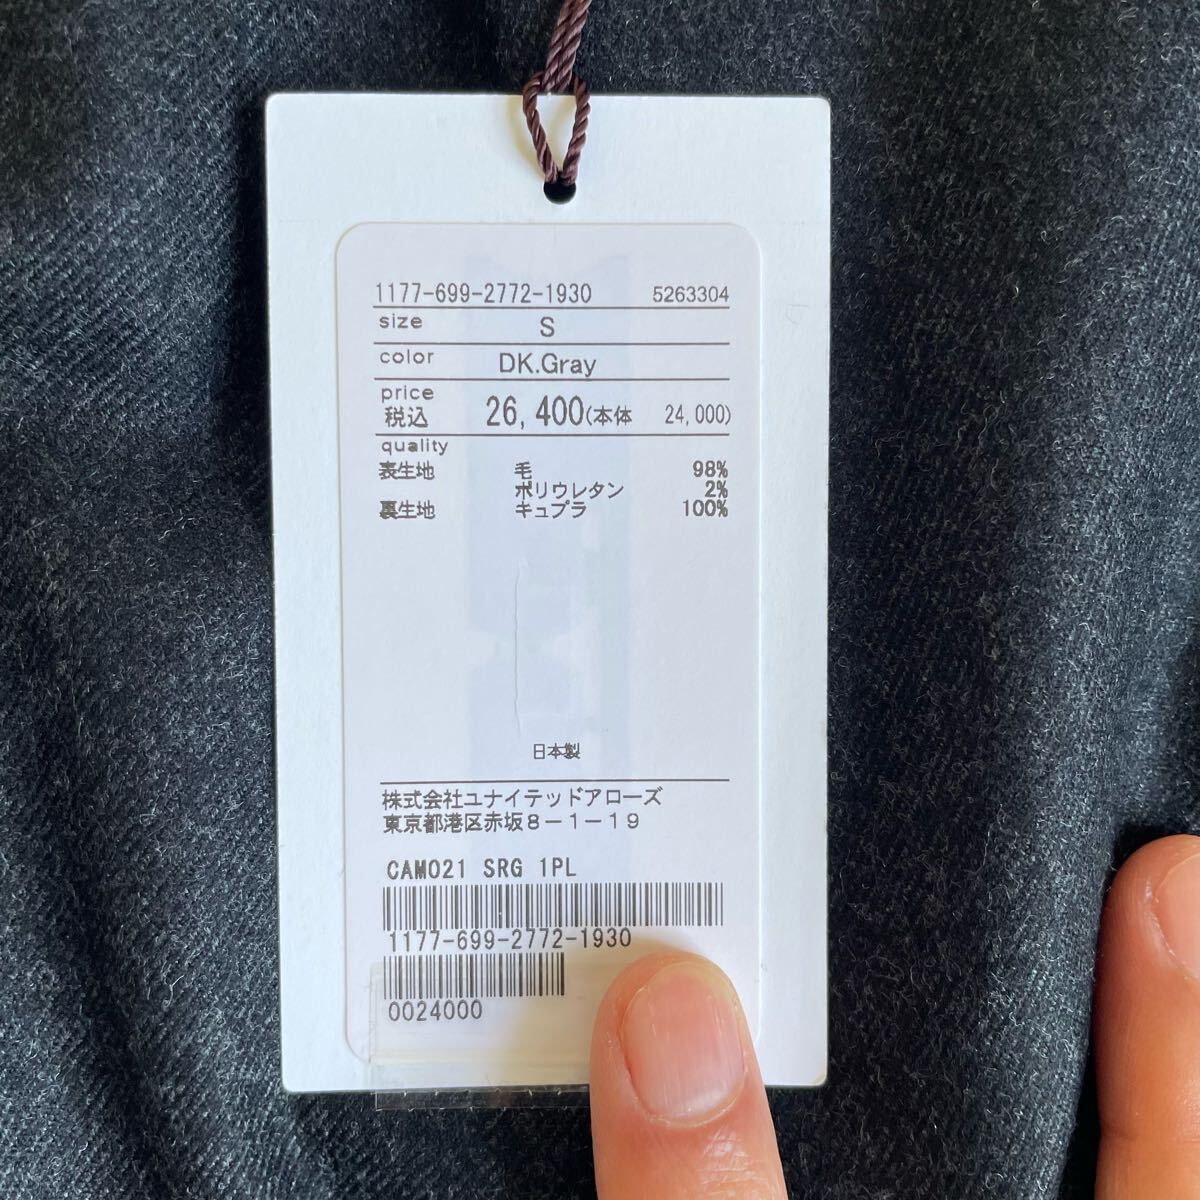 1177-699-2772-1930 5263304
size S
color DK.Gray
price
税込 26,400(本体 24,000)
quality
表生地 毛 98%
ポリウレタン 2%
裏生地 キュプラ 100%
日本製
株式会社ユナイテッドアローズ
東京都港区赤坂8－1－19
CAM021 SRG 1PL
1177-699-2772-1930
0024000